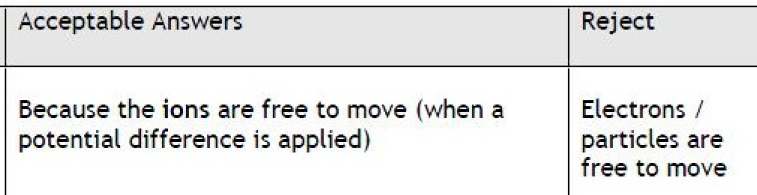 Acceptable Answers
Reject
Because the ions are free to move (when a
potential difference is applied)
Electrons /
particles are
free to move